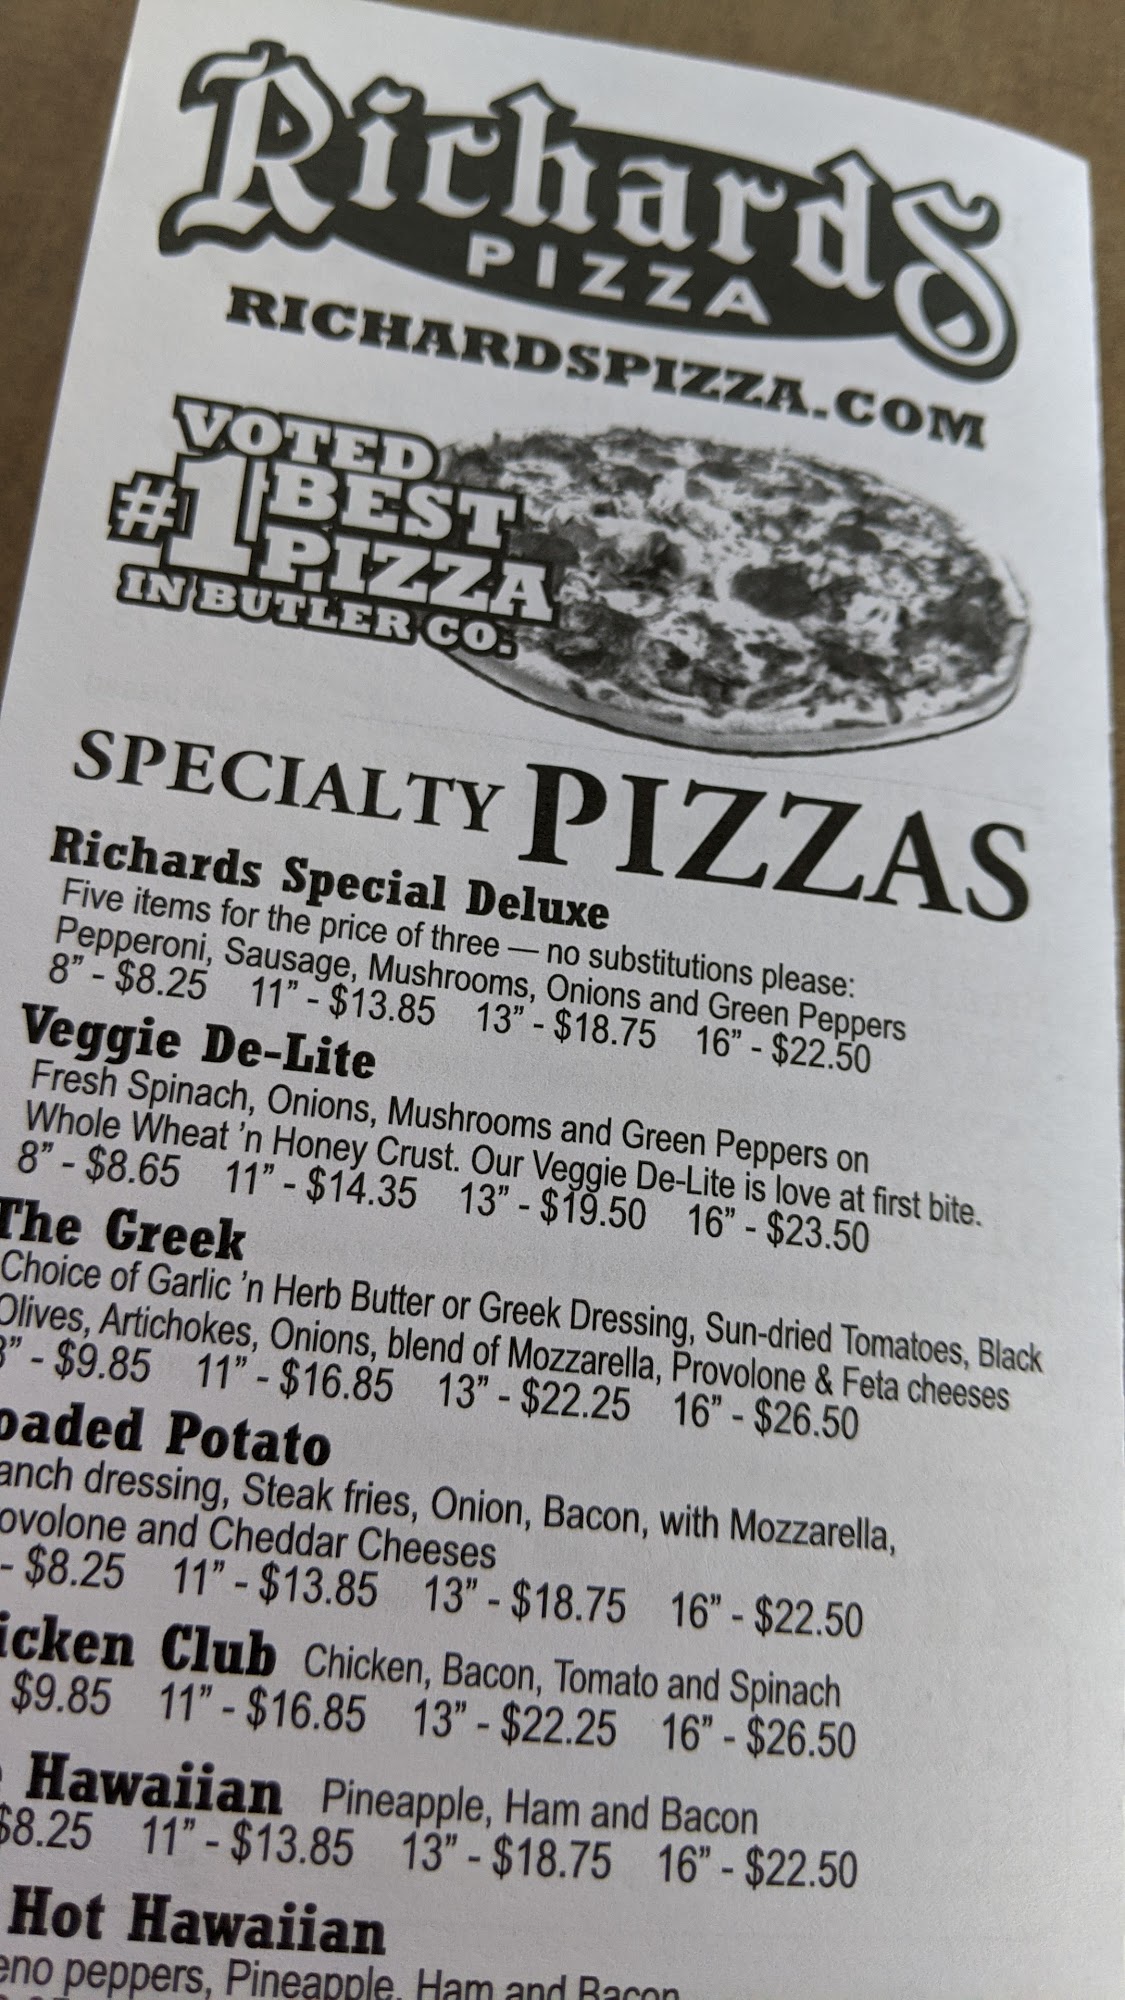 Richards
PIZZA
RICHARDSPIZZA.COM
VOTED
#1 BEST
PIZZA
IN BUTLER CO.
SPECIALTY PIZZAS
Richards Special Deluxe
Five items for the price of three — no substitutions please:
Pepperoni, Sausage, Mushrooms, Onions and Green Peppers
8” - $8.25 11” - $13.85 13” - $18.75 16” - $22.50
Veggie De-Lite
Fresh Spinach, Onions, Mushrooms and Green Peppers on
Whole Wheat ’n Honey Crust. Our Veggie De-Lite is love at first bite.
8” - $8.65 11” - $14.35 13” - $19.50 16” - $23.50
The Greek
Choice of Garlic ’n Herb Butter or Greek Dressing, Sun-dried Tomatoes, Black
Olives, Artichokes, Onions, blend of Mozzarella, Provolone & Feta cheeses
8” - $9.85 11” - $16.85 13” - $22.25 16” - $26.50
oaded Potato
anch dressing, Steak fries, Onion, Bacon, with Mozzarella,
ovolone and Cheddar Cheeses
- $8.25 11” - $13.85 13” - $18.75 16” - $22.50
icken Club Chicken, Bacon, Tomato and Spinach
$9.85 11” - $16.85 13” - $22.25 16” - $26.50
Hawaiian Pineapple, Ham and Bacon
$8.25 11” - $13.85 13” - $18.75 16” - $22.50
Hot Hawaiian
eno peppers, Pineapple, Ham and Bacon